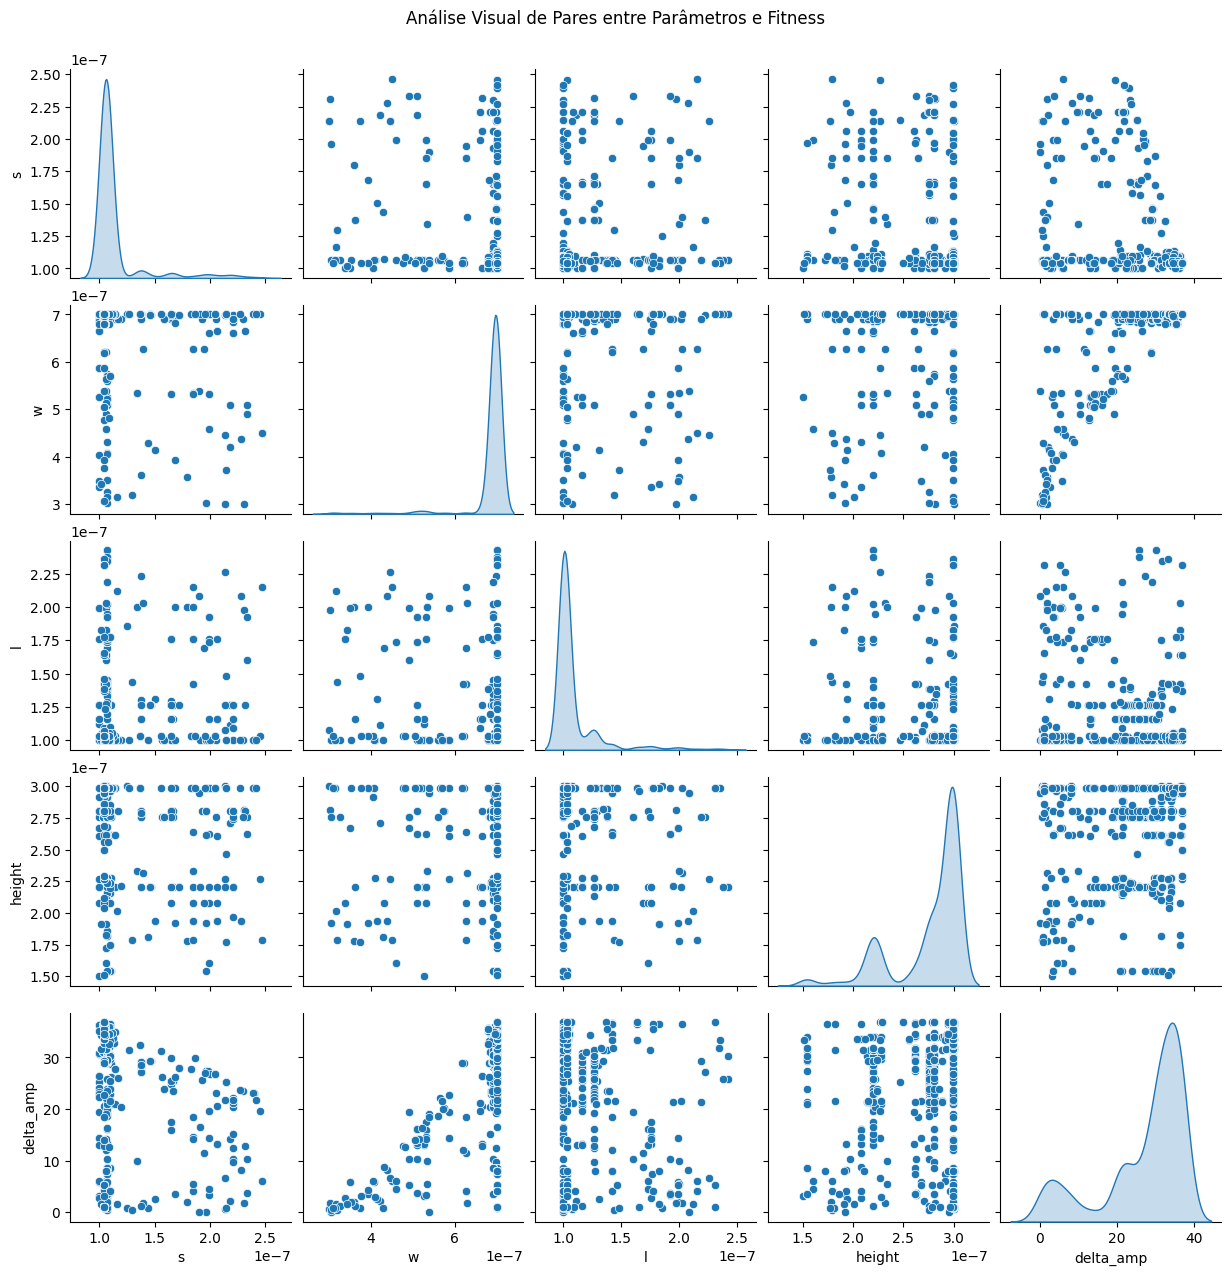 Análise Visual de Pares entre Parâmetros e Fitness
1e−7
2.50
2.25
2.00
1.75
1.50
1.25
1.00
s
1e−7
7
6
5
4
3
w
1e−7
2.25
2.00
1.75
1.50
1.25
1.00
l
1e−7
3.00
2.75
2.50
2.25
2.00
1.75
1.50
height
30
20
10
0
delta_amp
1.0 1.5 2.0 2.5
s 1e−7
4 6
w 1e−7
1.0 1.5 2.0 2.5
l 1e−7
1.5 2.0 2.5 3.0
height 1e−7
0 20 40
delta_amp